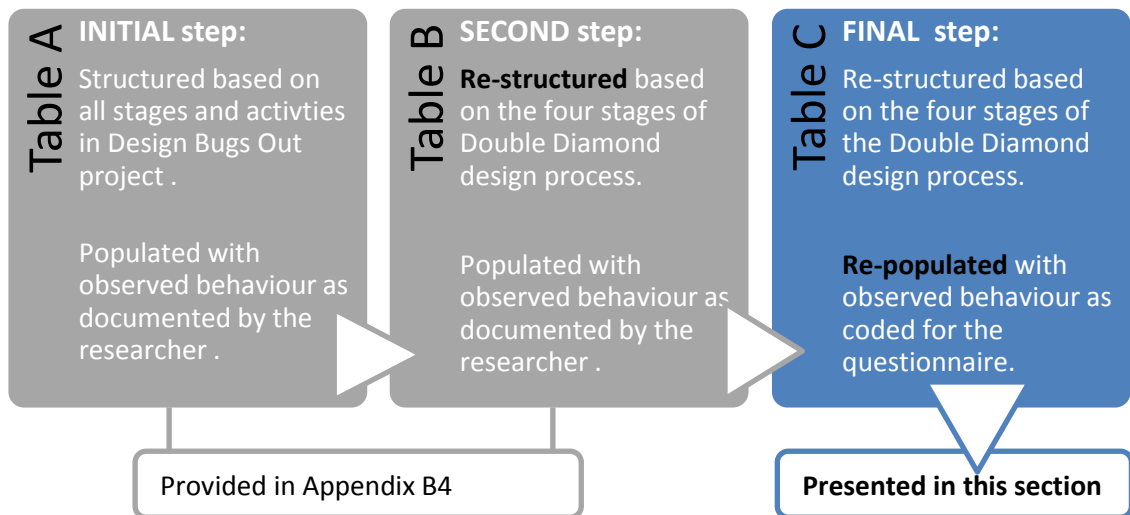 Table A
INITIAL step:
Structured based on
all stages and activties
in Design Bugs Out
project .
Populated with
observed behaviour as
documented by the
researcher .
Table B
SECOND step:
Re-structured based
on the four stages of
Double Diamond
design process.
Populated with
observed behaviour as
documented by the
researcher .
Table C
FINAL step:
Re-structured based
on the four stages of
the Double Diamond
design process.
Re-populated with
observed behaviour as
coded for the
questionnaire.
Provided in Appendix B4
Presented in this section